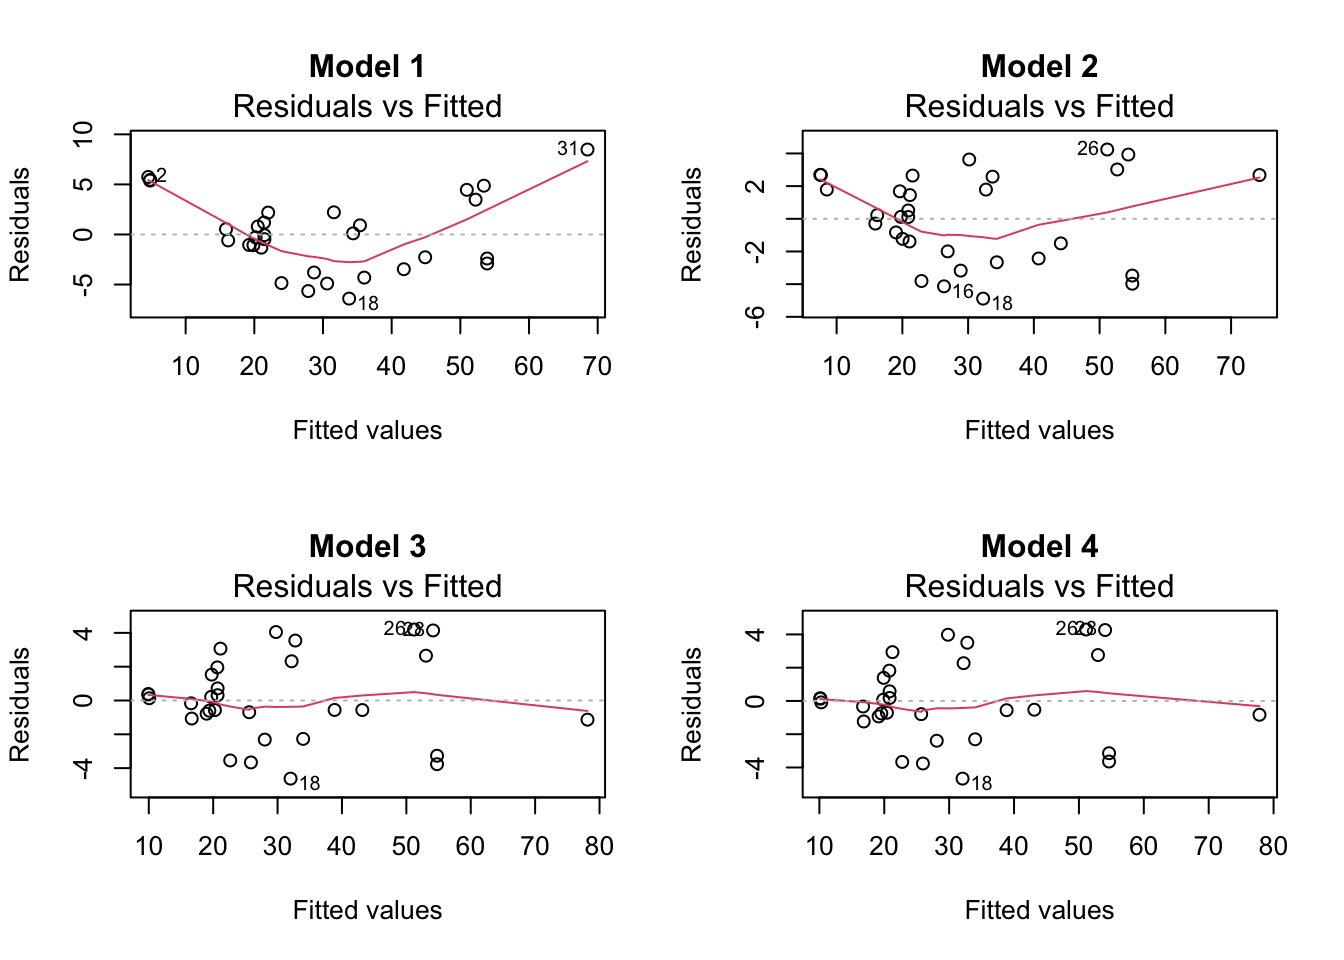 Model 1
Residuals vs Fitted
Residuals
10
5
0
-5
2
31
18
10 20 30 40 50 60 70
Fitted values
Model 2
Residuals vs Fitted
Residuals
2
-2
-6
26
16
18
10 20 30 40 50 60 70
Fitted values
Model 3
Residuals vs Fitted
Residuals
4
0
-4
26
28
18
10 20 30 40 50 60 70 80
Fitted values
Model 4
Residuals vs Fitted
Residuals
4
0
-4
26
28
18
10 20 30 40 50 60 70 80
Fitted values